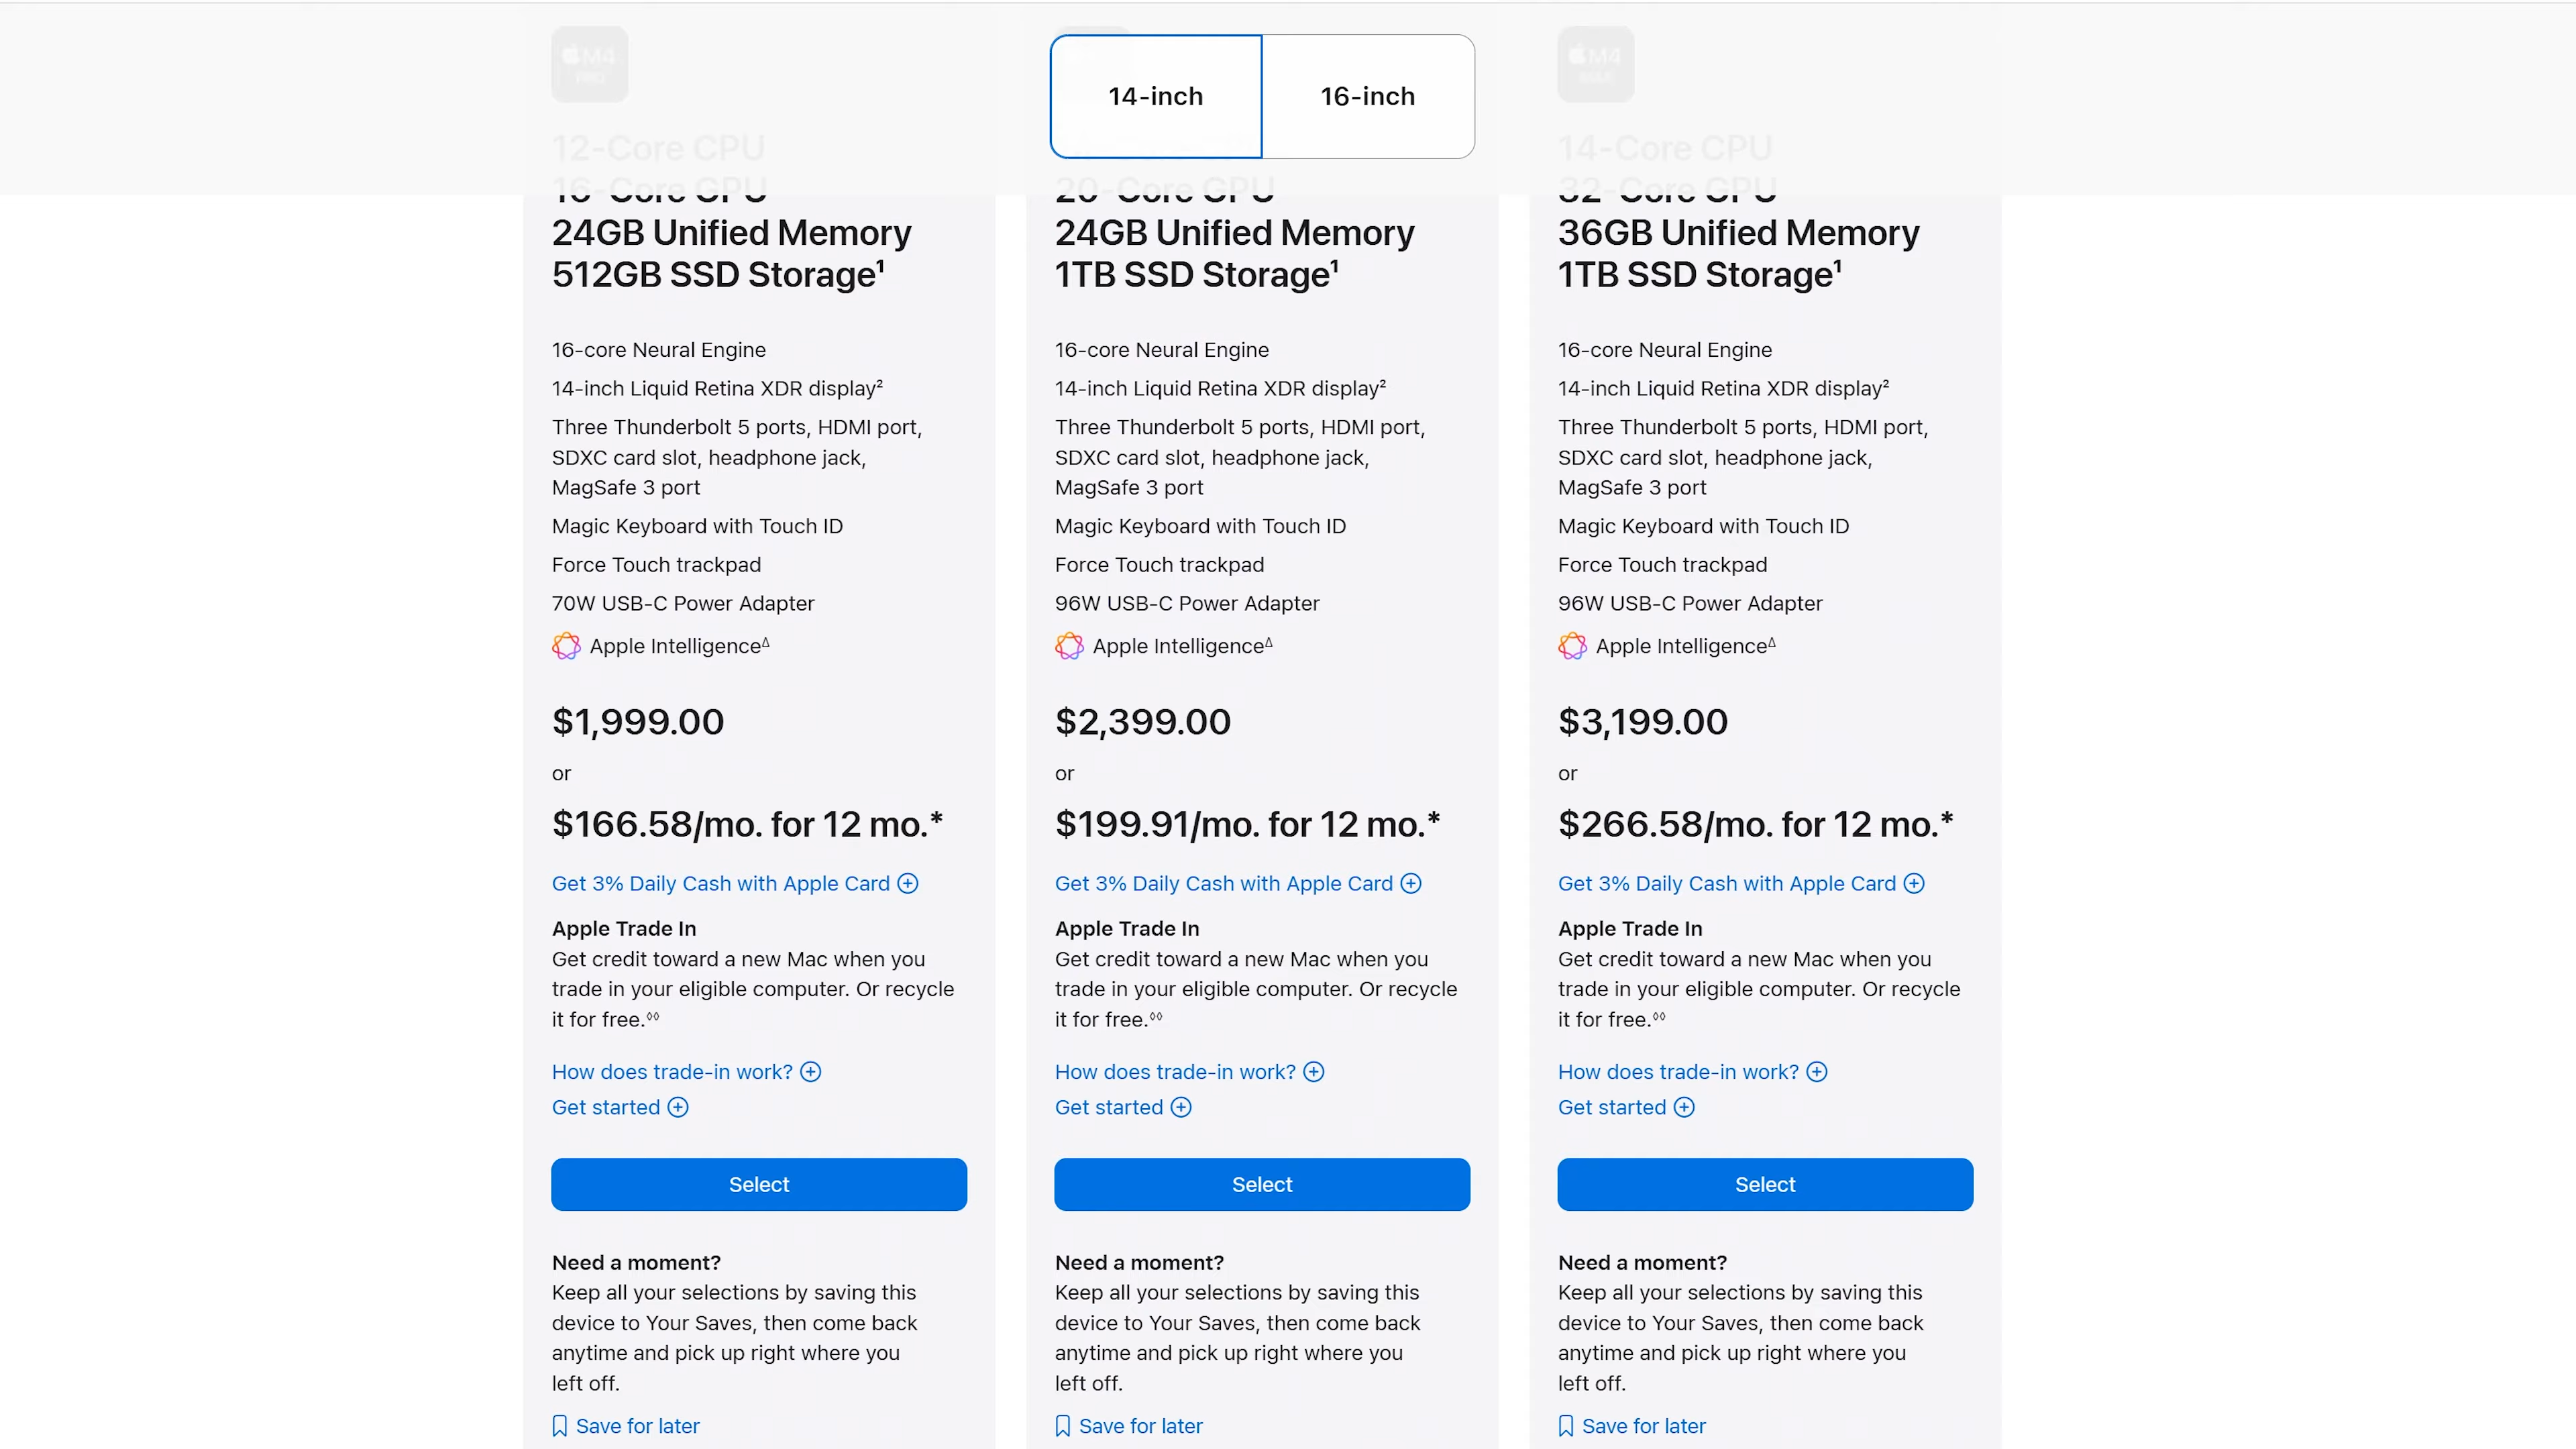 14-inch
16-inch
M4
PRO
12-Core CPU
16-Core GPU
24GB Unified Memory
512GB SSD Storage¹
16-core Neural Engine
14-inch Liquid Retina XDR display²
Three Thunderbolt 5 ports, HDMI port,
SDXC card slot, headphone jack,
MagSafe 3 port
Magic Keyboard with Touch ID
Force Touch trackpad
70W USB-C Power Adapter
Apple Intelligence∆
$1,999.00
or
$166.58/mo. for 12 mo.*
Get 3% Daily Cash with Apple Card
Apple Trade In
Get credit toward a new Mac when you
trade in your eligible computer. Or recycle
it for free.◊◊
How does trade-in work?
Get started
Select
Need a moment?
Keep all your selections by saving this
device to Your Saves, then come back
anytime and pick up right where you
left off.
Save for later
20-Core GPU
24GB Unified Memory
1TB SSD Storage¹
16-core Neural Engine
14-inch Liquid Retina XDR display²
Three Thunderbolt 5 ports, HDMI port,
SDXC card slot, headphone jack,
MagSafe 3 port
Magic Keyboard with Touch ID
Force Touch trackpad
96W USB-C Power Adapter
Apple Intelligence∆
$2,399.00
or
$199.91/mo. for 12 mo.*
Get 3% Daily Cash with Apple Card
Apple Trade In
Get credit toward a new Mac when you
trade in your eligible computer. Or recycle
it for free.◊◊
How does trade-in work?
Get started
Select
Need a moment?
Keep all your selections by saving this
device to Your Saves, then come back
anytime and pick up right where you
left off.
Save for later
M4
14-Core CPU
32-Core GPU
36GB Unified Memory
1TB SSD Storage¹
16-core Neural Engine
14-inch Liquid Retina XDR display²
Three Thunderbolt 5 ports, HDMI port,
SDXC card slot, headphone jack,
MagSafe 3 port
Magic Keyboard with Touch ID
Force Touch trackpad
96W USB-C Power Adapter
Apple Intelligence∆
$3,199.00
or
$266.58/mo. for 12 mo.*
Get 3% Daily Cash with Apple Card
Apple Trade In
Get credit toward a new Mac when you
trade in your eligible computer. Or recycle
it for free.◊◊
How does trade-in work?
Get started
Select
Need a moment?
Keep all your selections by saving this
device to Your Saves, then come back
anytime and pick up right where you
left off.
Save for later